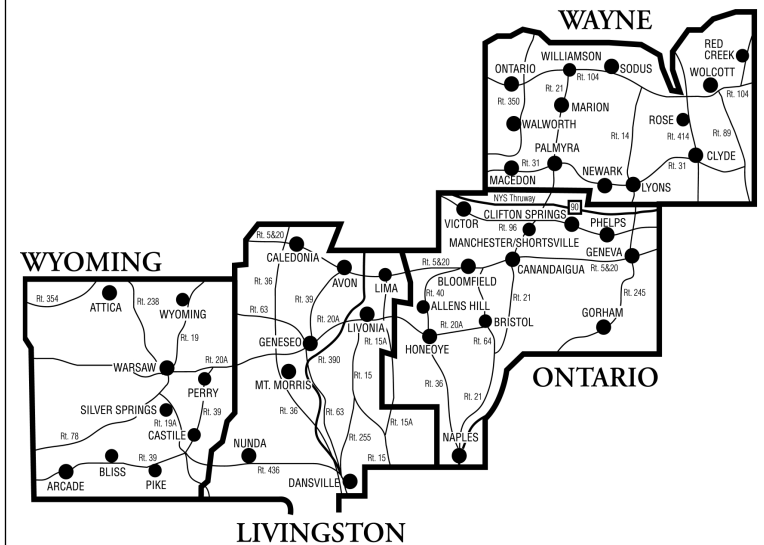 WAYNE
RED
CREEK
WILLIAMSON
ONTARIO
SODUS
WOLCOTT
Rt. 104
Rt. 21
Rt. 104
Rt. 350
MARION
ROSE
Rt. 89
WALWORTH
Rt. 14
Rt. 414
PALMYRA
CLYDE
Rt. 31
Rt. 31
MACEDON
NEWARK
LYONS
NYS Thruway
90
VICTOR
CLIFTON SPRINGS
Rt. 96
PHELPS
MANCHESTER/SHORTSVILLE
GENEVA
Rt. 5&20
CALEDONIA
WYOMING
Rt. 5&20
CANANDAIGUA
Rt. 5&20
BLOOMFIELD
AVON
LIMA
Rt. 36
Rt. 245
Rt. 354
ATTICA
Rt. 238
WYOMING
Rt. 39
Rt. 40
ALLENS HILL
Rt. 21
Rt. 63
GORHAM
Rt. 20A
LIVONIA
Rt. 20A
BRISTOL
Rt. 19
GENESEO
Rt. 15A
HONEOYE
Rt. 64
Rt. 20A
Rt. 390
WARSAW
ONTARIO
MT. MORRIS
Rt. 15
Rt. 36
PERRY
SILVER SPRINGS
Rt. 39
Rt. 36
Rt. 63
Rt. 21
Rt. 19A
Rt. 15A
CASTILE
Rt. 78
NUNDA
Rt. 255
NAPLES
Rt. 39
Rt. 15
BLISS
PIKE
Rt. 436
ARCADE
DANSVILLE
LIVINGSTON